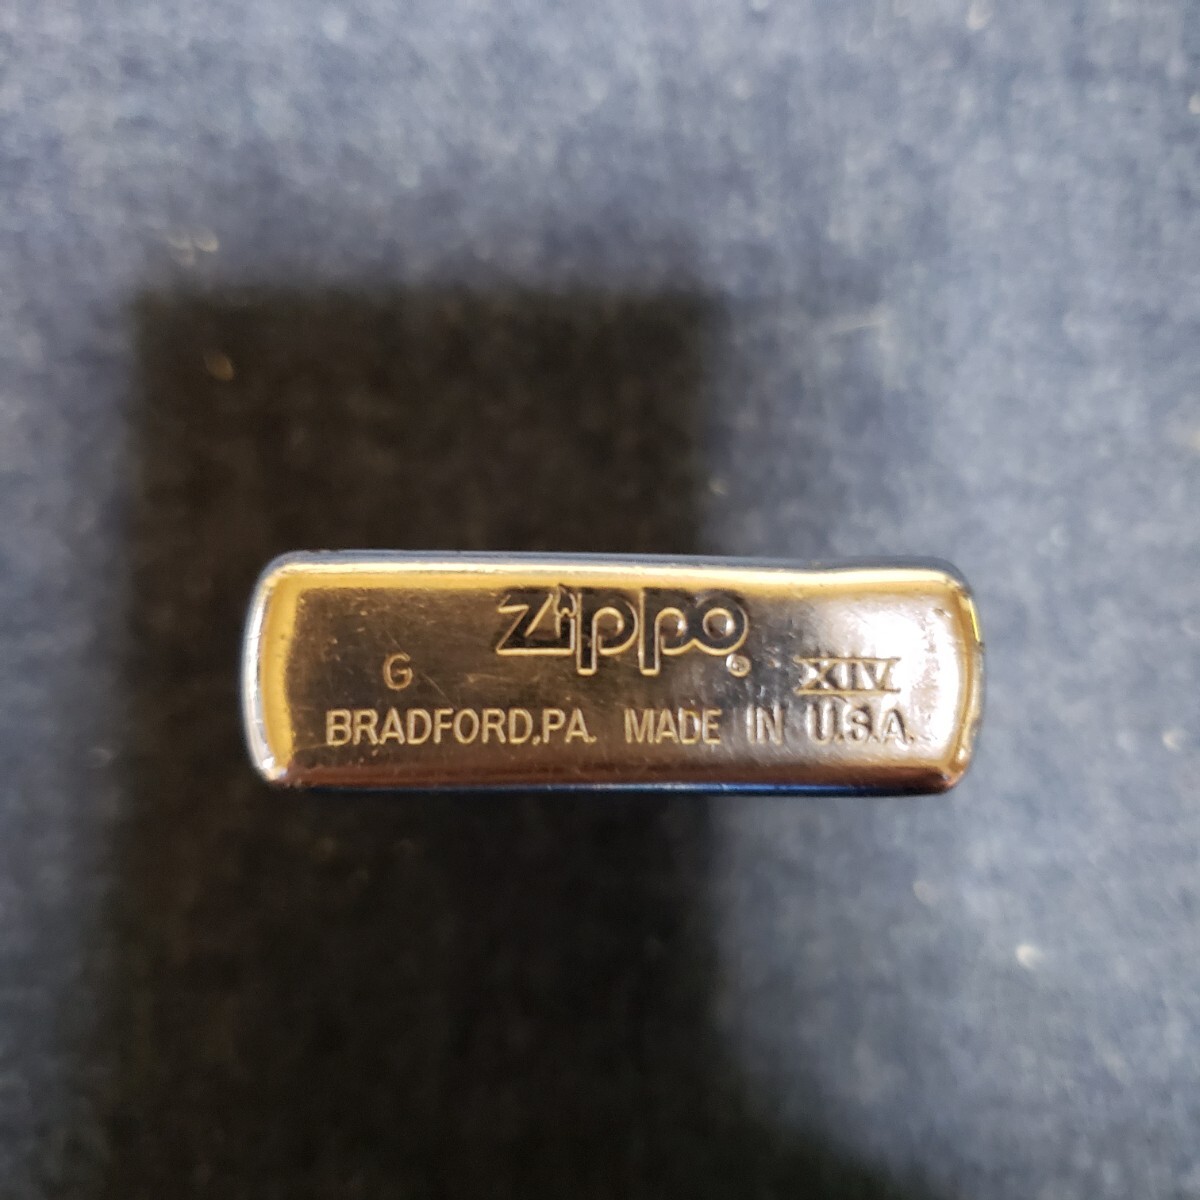 Zippo®
G XIV
BRADFORD,PA. MADE IN U.S.A.